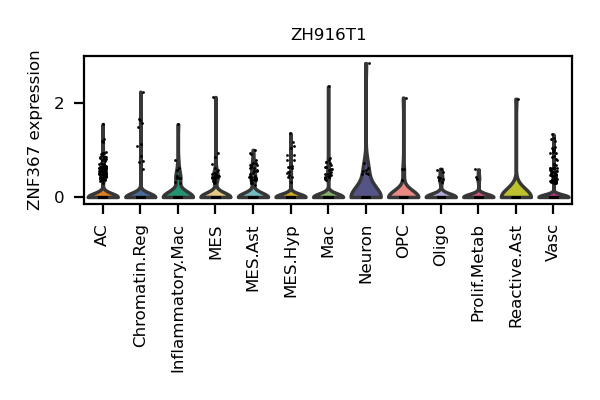 ZH916T1
ZNF367 expression
2
0
AC
Chromatin.Reg
Inflammatory.Mac
MES
MES.Ast
MES.Hyp
Mac
Neuron
OPC
Oligo
Prolif.Metab
Reactive.Ast
Vasc